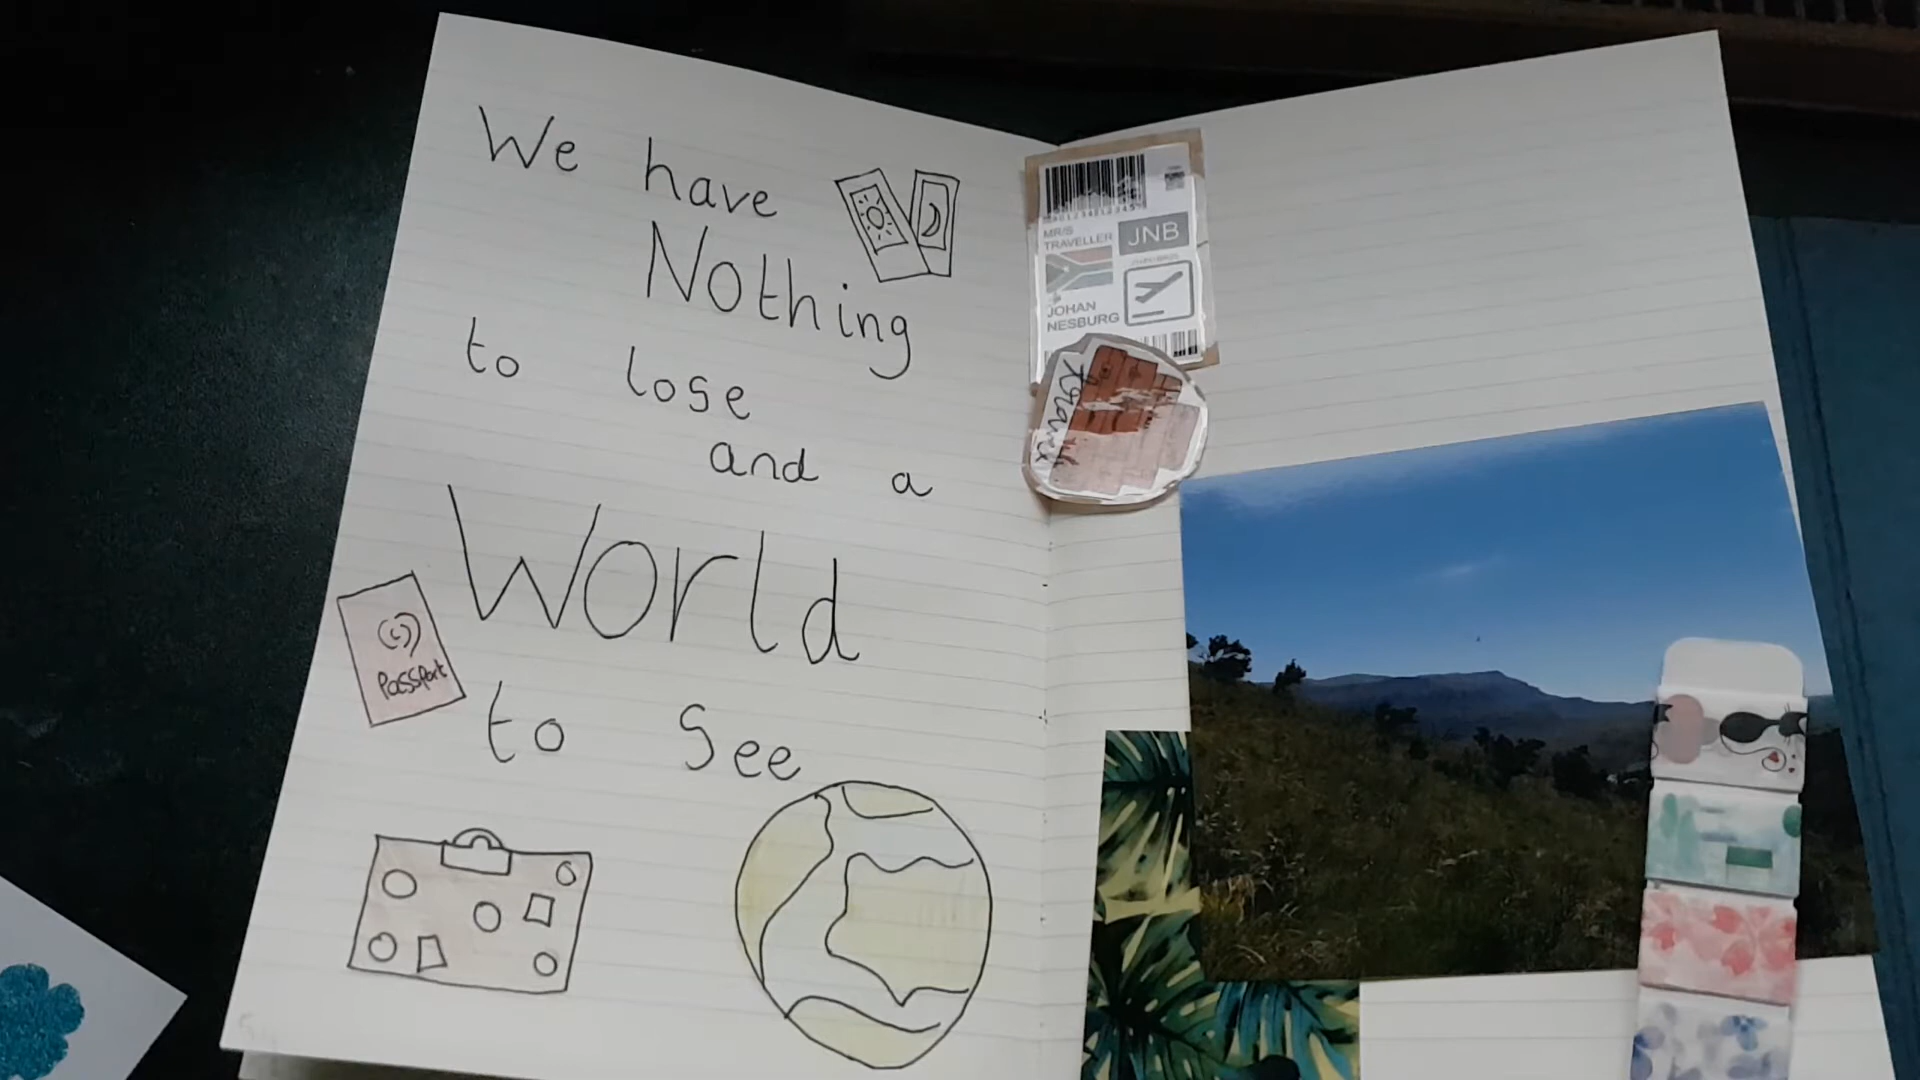 We have
Nothing
to lose
and a
World
to see
Passport
MR/S
TRAVELLER
JNB
JOHAN
NESBURG